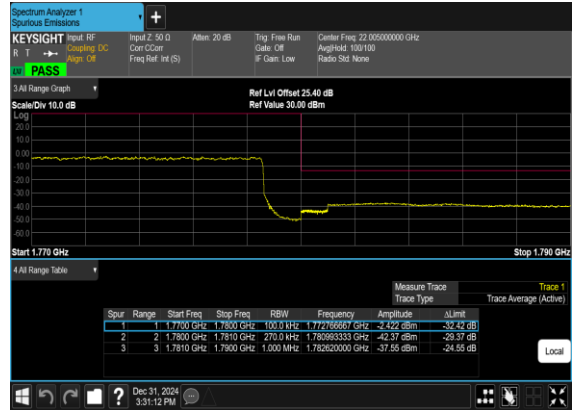 Spectrum Analyzer 1
Spurious Emissions
KEYSIGHT Input: RF Input Z: 50 Ω Atten: 20 dB Trig: Free Run Center Freq: 22.005000000 GHz
R T Coupling: DC Corr CCorr Gate: Off Avg|Hold: 100/100
Align: Off Freq Ref: Int (S) IF Gain: Low Radio Std: None
PASS
3 All Range Graph Ref Lvl Offset 25.40 dB
Scale/Div 10.0 dB Ref Value 30.00 dBm
Log
20.0
10.0
0.00
-10.0
-20.0
-30.0
-40.0
-50.0
-60.0
Start 1.770 GHz Stop 1.790 GHz
4 All Range Table
Measure Trace Trace 1
Trace Type Trace Average (Active)
Spur Range Start Freq Stop Freq RBW Frequency Amplitude ΔLimit
1 1 1.7700 GHz 1.7800 GHz 100.0 kHz 1.772766667 GHz -2.422 dBm -32.42 dB
2 2 1.7800 GHz 1.7810 GHz 270.0 kHz 1.780993333 GHz -42.37 dBm -29.37 dB
3 3 1.7810 GHz 1.7900 GHz 1.000 MHz 1.782620000 GHz -37.55 dBm -24.55 dB
Local
? Dec 31, 2024
3:31:12 PM